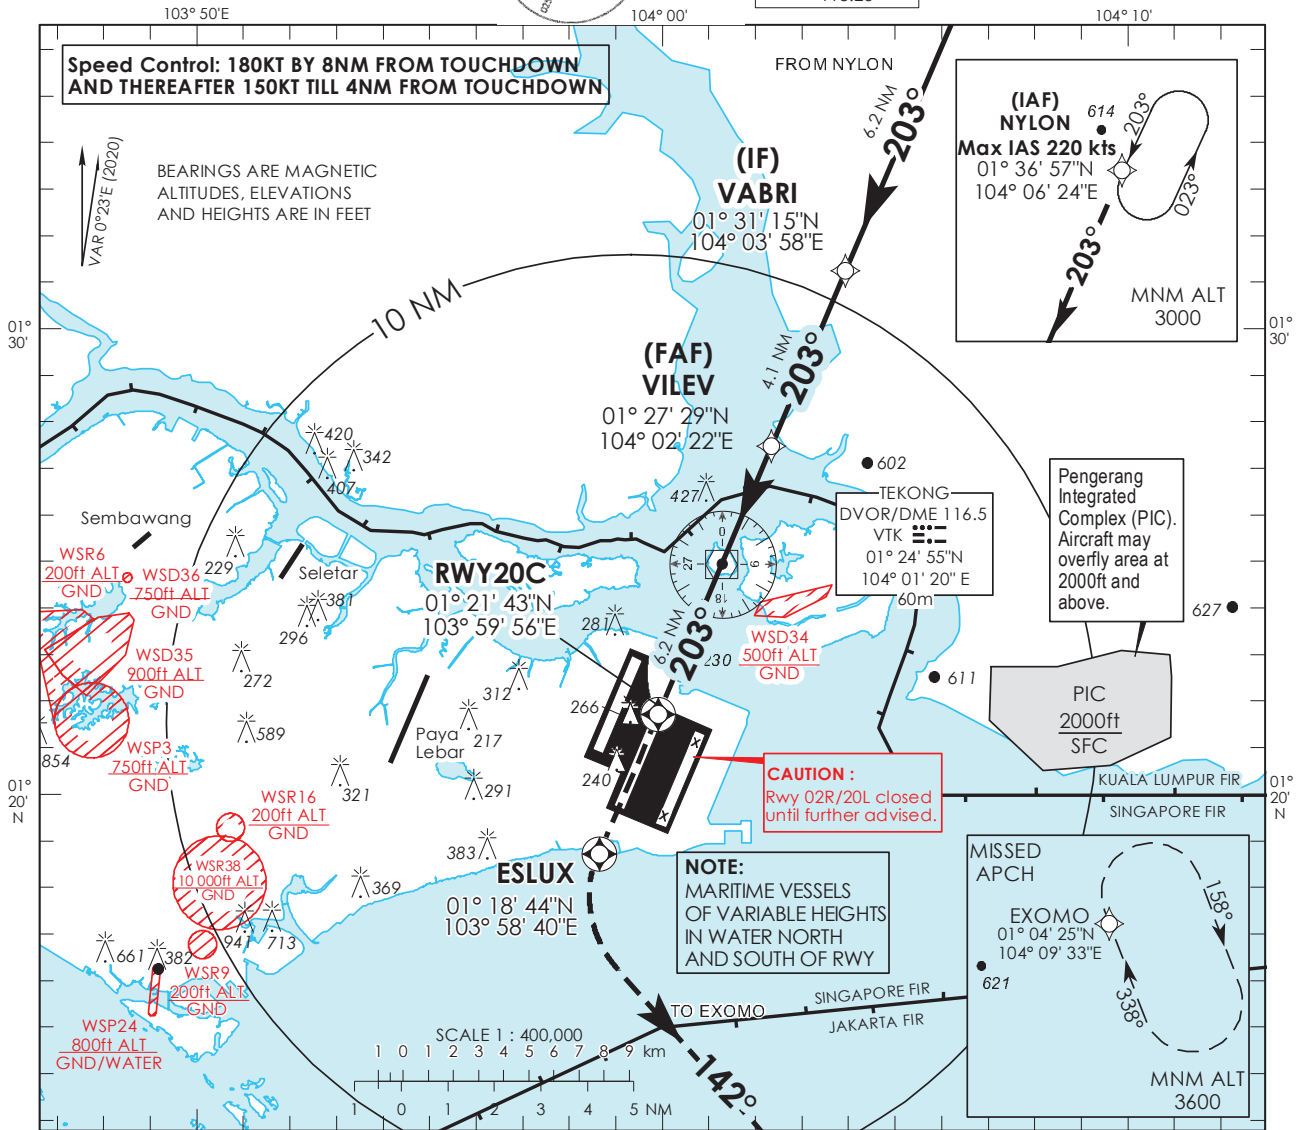 103° 50'E
104° 00'
104° 10'
Speed Control: 180KT BY 8NM FROM TOUCHDOWN
AND THEREAFTER 150KT TILL 4NM FROM TOUCHDOWN
VAR 0°23'E (2020)
BEARINGS ARE MAGNETIC
ALTITUDES, ELEVATIONS
AND HEIGHTS ARE IN FEET
FROM NYLON
6.2 NM
203°
(IF)
VABRI
01° 31' 15"N
104° 03' 58"E
(IAF)
NYLON
Max IAS 220 kts
01° 36' 57"N
104° 06' 24"E
614
203°
023°
203°
MNM ALT
3000
10 NM
01°
30'
01°
30'
4.1 NM
203°
(FAF)
VILEV
01° 27' 29"N
104° 02' 22"E
420
342
407
427
602
Pengerang
Integrated
Complex (PIC).
Aircraft may
overfly area at
2000ft and
above.
TEKONG
DVOR/DME 116.5
VTK
01° 24' 55"N
104° 01' 20" E
60m
0
9
18
27
Sembawang
WSR6
200ft ALT
GND
WSD36
750ft ALT
GND
229
Seletar
381
296
RWY20C
01° 21' 43"N
103° 59' 56"E
281
6.2 NM
203°
230
WSD34
500ft ALT
GND
627
611
WSD35
900ft ALT
GND
272
312
266
PIC
2000ft
SFC
854
WSP3
750ft ALT
GND
589
Paya
Lebar
217
240
x
x
CAUTION :
Rwy 02R/20L closed
until further advised.
KUALA LUMPUR FIR
SINGAPORE FIR
01°
20'
N
01°
20'
N
321
291
WSR16
200ft ALT
GND
383
WSR38
10 000ft ALT
GND
369
ESLUX
01° 18' 44"N
103° 58' 40"E
NOTE:
MARITIME VESSELS
OF VARIABLE HEIGHTS
IN WATER NORTH
AND SOUTH OF RWY
MISSED
APCH
EXOMO
01° 04' 25"N
104° 09' 33"E
158°
338°
621
MNM ALT
3600
941
713
661
382
WSR9
200ft ALT
GND
WSP24
800ft ALT
GND/WATER
TO EXOMO
SINGAPORE FIR
JAKARTA FIR
142°
SCALE 1 : 400,000
1 0 1 2 3 4 5 6 7 8 9 km
1 0 1 2 3 4 5 NM